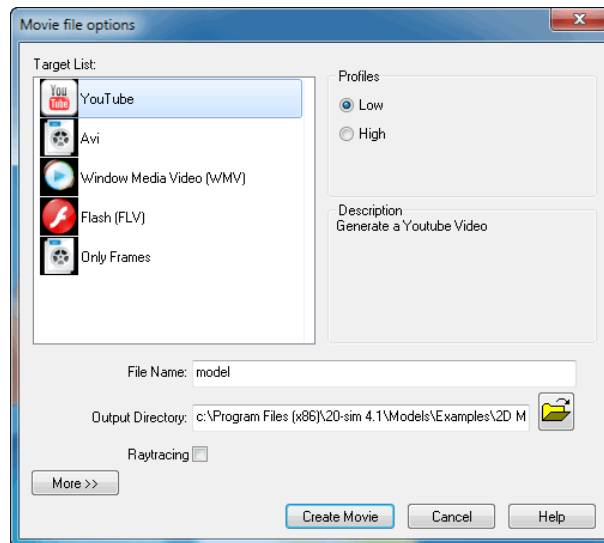 Movie file options
x
Target List:
You
Tube
YouTube
Avi
Window Media Video (WMV)
Flash (FLV)
Only Frames
Profiles
Low
High
Description
Generate a Youtube Video
File Name: model
Output Directory: c:\Program Files (x86)\20-sim 4.1\Models\Examples\2D M
Raytracing
More >>
Create Movie Cancel Help